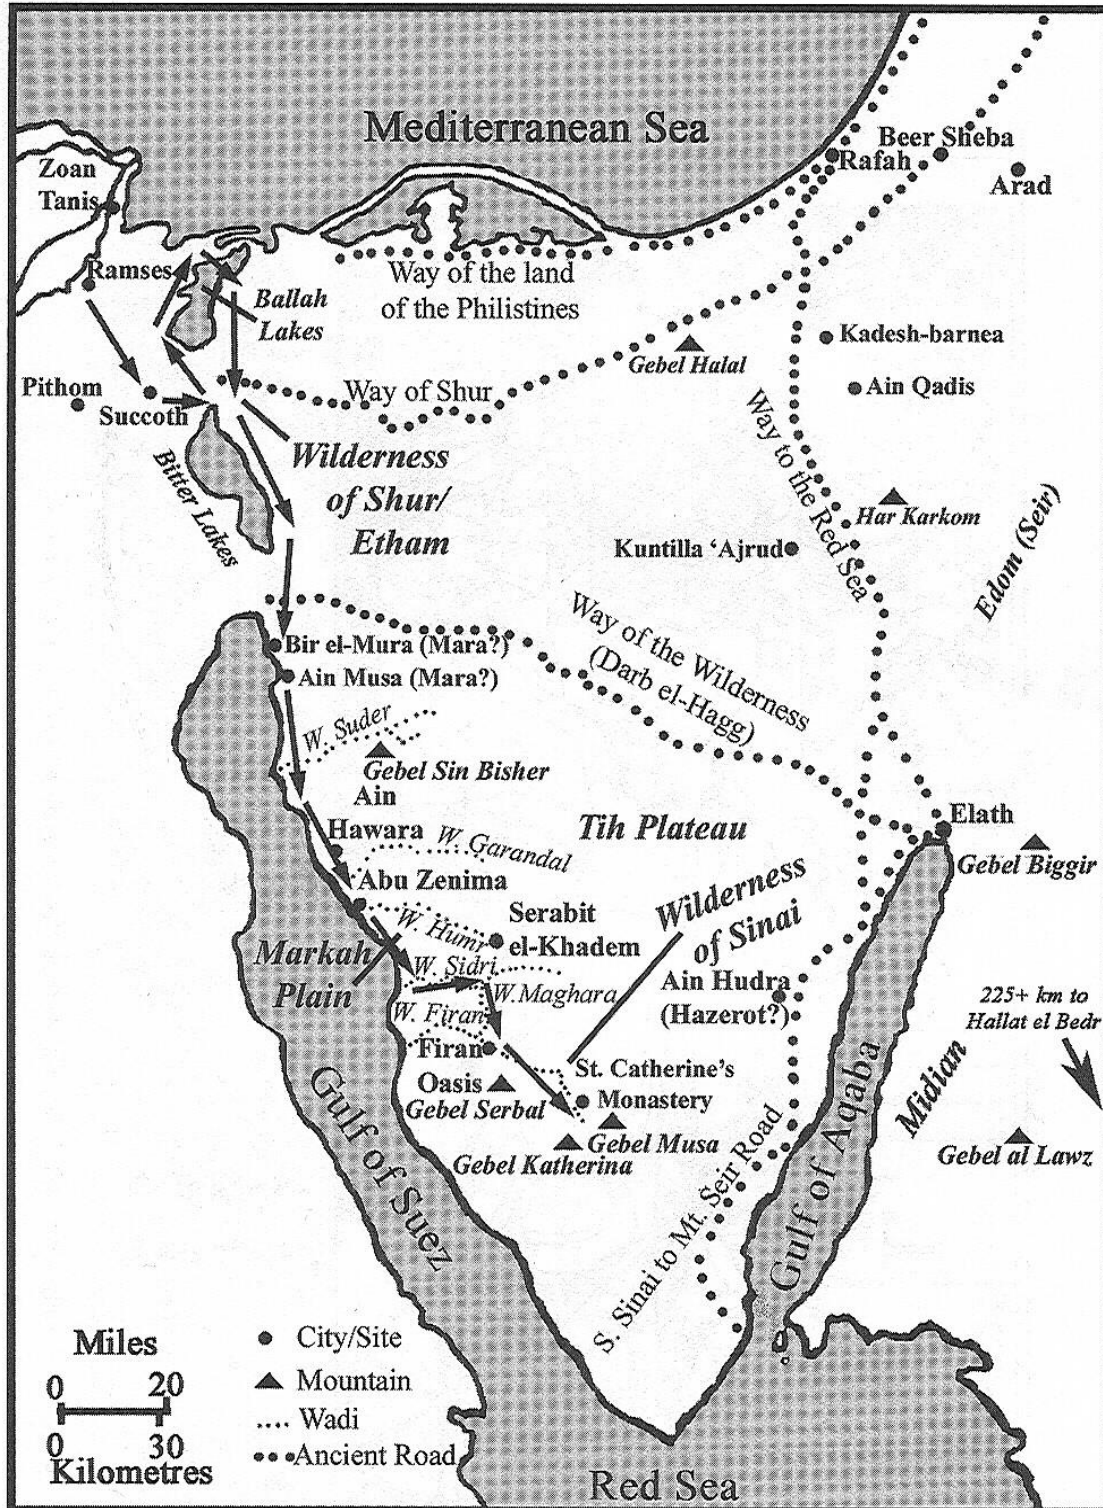 Mediterranean Sea
Zoan
Tanis
Beer Sheba
Rafah
Arad
Ramses
Ballah
Lakes
Way of the land
of the Philistines
Kadesh-barnea
Gebel Halal
Ain Qadis
Pithom
Succoth
Way of Shur
Way to the Red Sea
Bitter Lakes
Wilderness
of Shur/
Etham
Har Karkom
Edom (Seir)
Kuntilla ‘Ajrud
Way of the Wilderness
(Darb el-Hagg)
Bir el-Mura (Mara?)
Ain Musa (Mara?)
W. Suder
Gebel Sin Bisher
Ain
Hawara
W. Garandal
Tih Plateau
Elath
Gebel Biggir
Abu Zenima
W. Humr
Serabit
el-Khadem
Wilderness
of Sinai
Markah
Plain
W. Sidri
W.Maghara
Ain Hudra
(Hazerot?)
225+ km to
Hallat el Bedr
W. Firan
Firan
Oasis
Gebel Serbal
St. Catherine's
Monastery
Gebel Musa
Gebel Katherina
Midian
Gebel al Lawz
Gulf of Suez
Gulf of Aqaba
S. Sinai to Mt. Seir Road
Miles
0 20
0 30
Kilometres
City/Site
Mountain
Wadi
Ancient Road
Red Sea